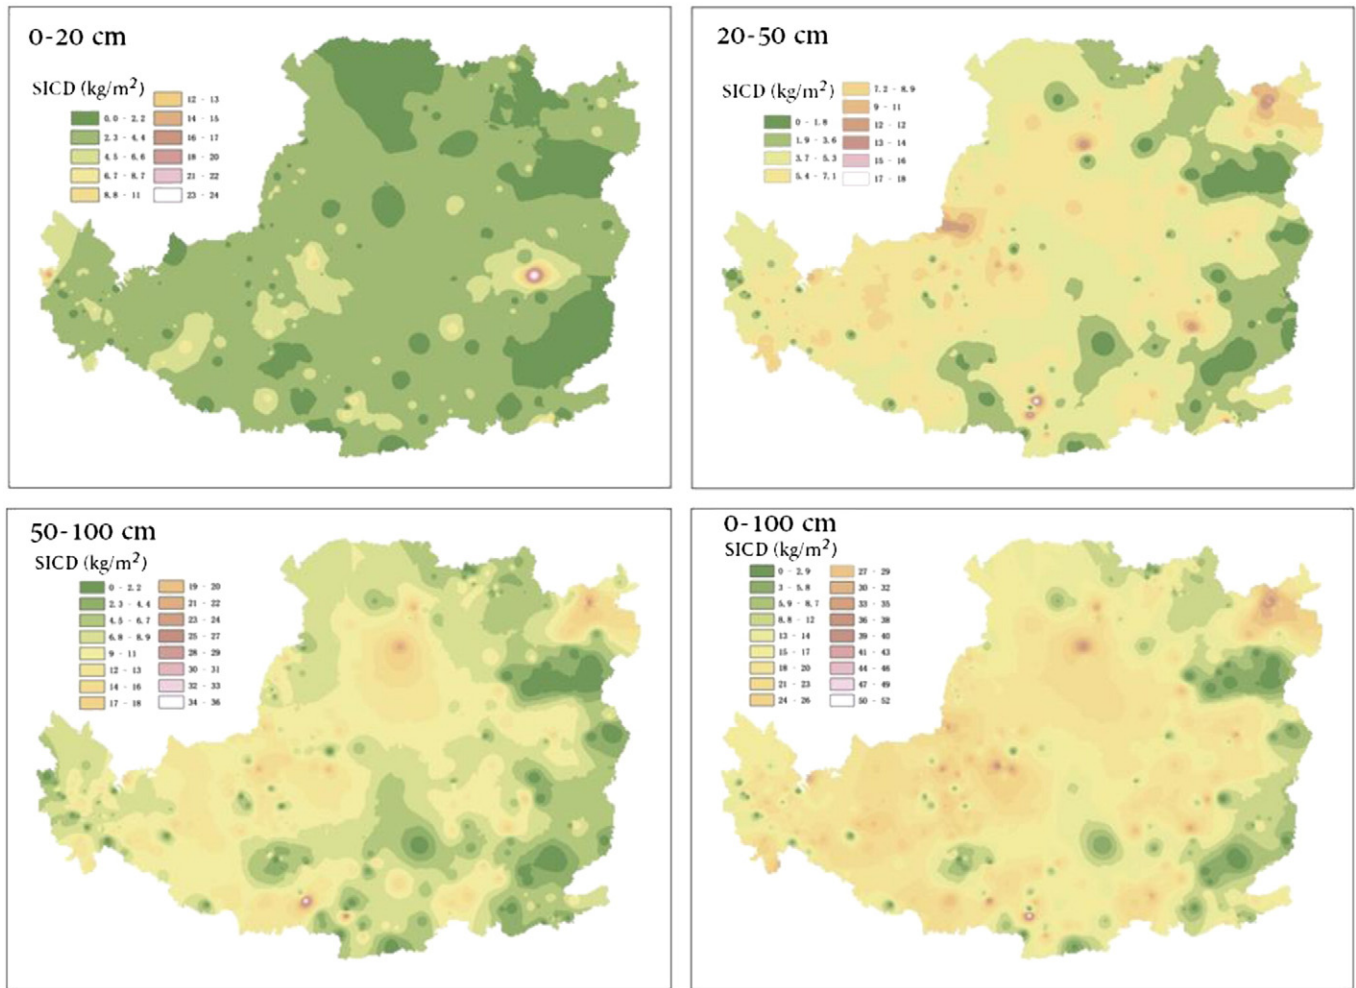 0-20 cm
SICD (kg/m²)
0.0 - 2.2
2.3 - 4.4
4.5 - 6.6
6.7 - 8.7
8.8 - 11
12 - 13
14 - 15
16 - 17
18 - 20
21 - 22
23 - 24
20-50 cm
SICD (kg/m²)
0 - 1.8
1.9 - 3.6
3.7 - 5.3
5.4 - 7.1
7.2 - 8.9
9 - 11
12 - 12
13 - 14
15 - 16
17 - 18
50-100 cm
SICD (kg/m²)
0 - 2.2
2.3 - 4.4
4.5 - 6.7
6.8 - 8.9
9 - 11
12 - 13
14 - 16
17 - 18
19 - 20
21 - 22
23 - 24
25 - 27
28 - 29
30 - 31
32 - 33
34 - 36
0-100 cm
SICD (kg/m²)
0 - 2.9
3 - 5.8
5.9 - 8.7
8.8 - 12
13 - 14
15 - 17
18 - 20
21 - 23
24 - 26
27 - 29
30 - 32
33 - 35
36 - 38
39 - 40
41 - 43
44 - 46
47 - 49
50 - 52